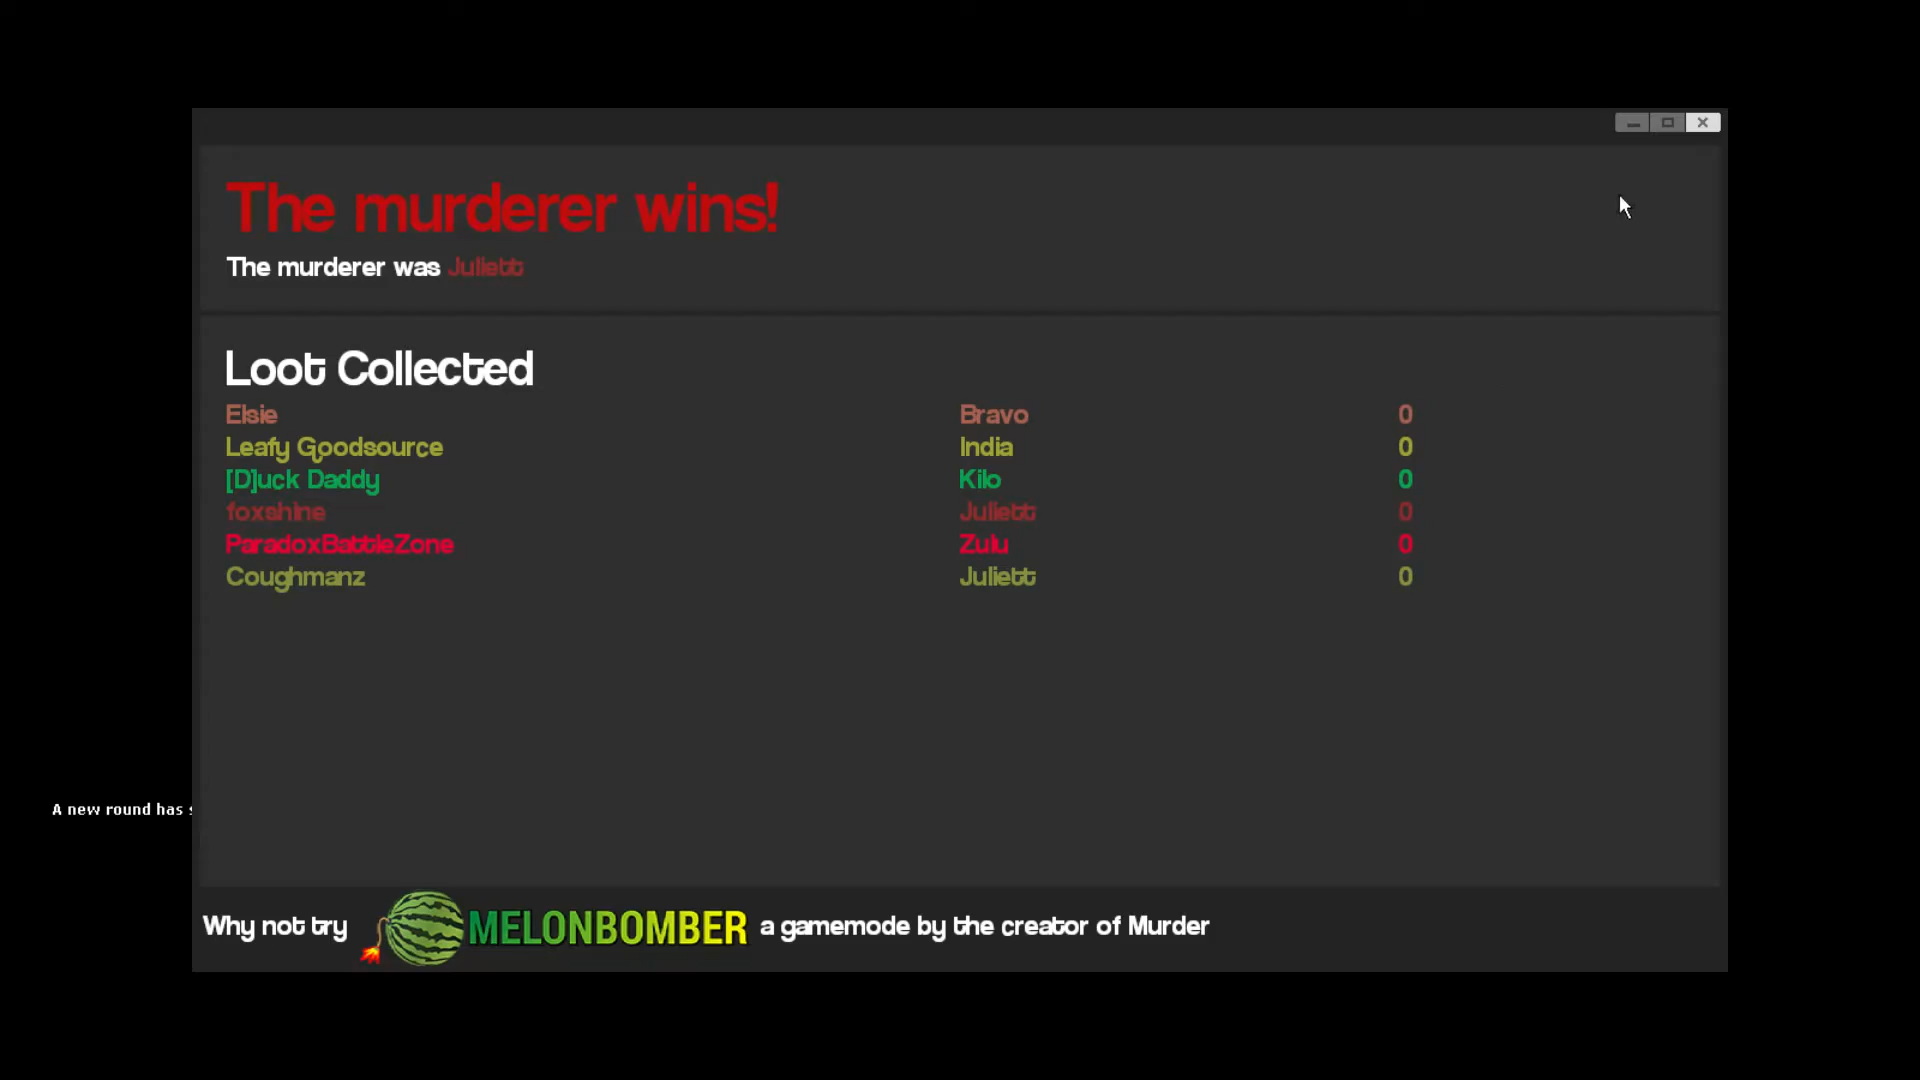 The murderer wins!
The murderer was Juliett
Loot Collected
Elsie Bravo 0
Leafy Goodsource India 0
[D]uck Daddy Kilo 0
foxshine Juliett 0
ParadoxBattleZone Zulu 0
Coughmanz Juliett 0
A new round has
Why not try MELONBOMBER a gamemode by the creator of Murder